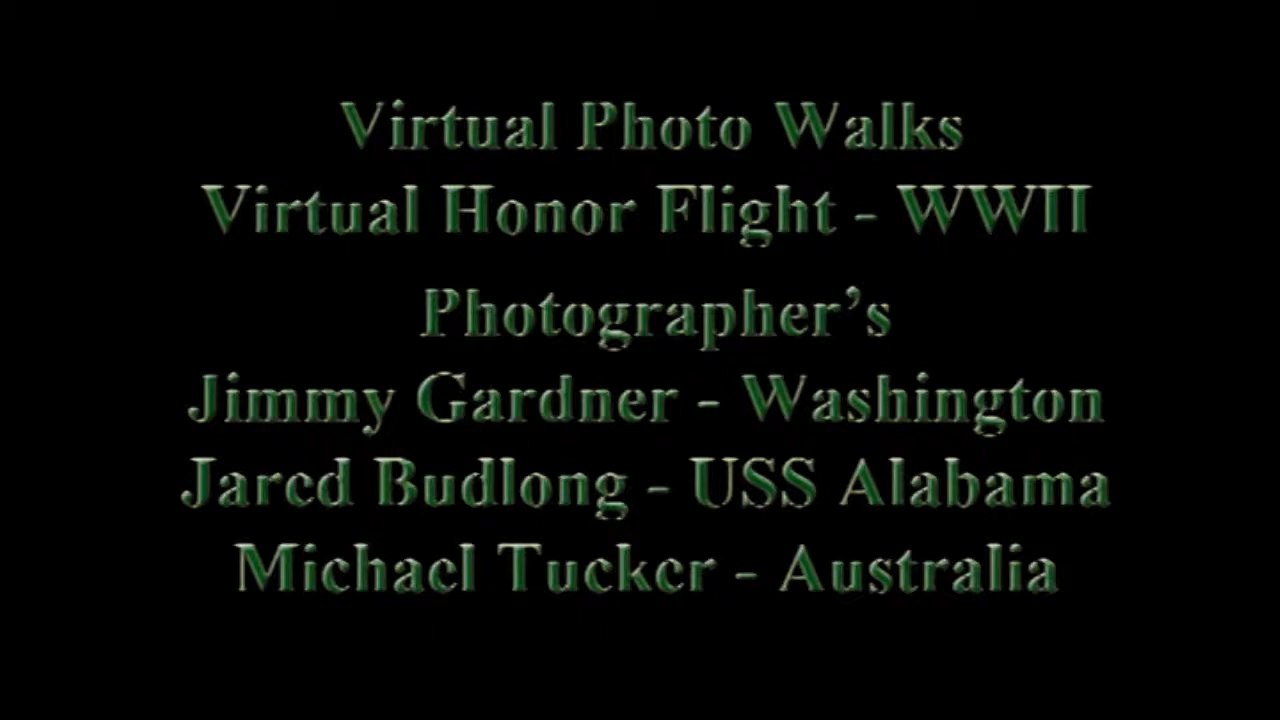 Virtual Photo Walks
Virtual Honor Flight - WWII
Photographer’s
Jimmy Gardner - Washington
Jared Budlong - USS Alabama
Michael Tucker - Australia